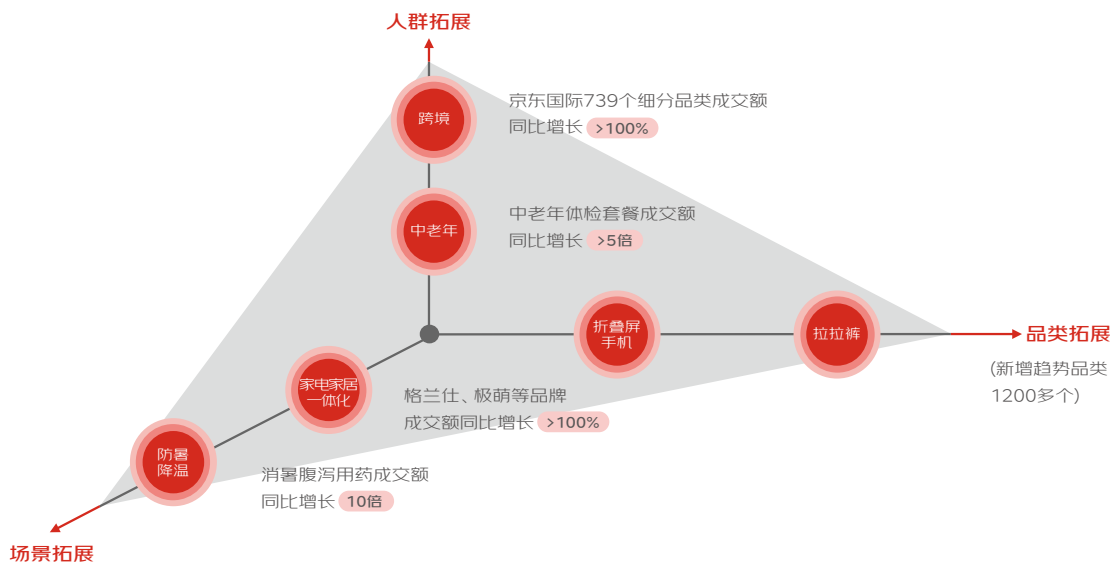 人群拓展
跨境
京东国际739个细分品类成交额
同比增长 >100%
中老年
中老年体检套餐成交额
同比增长 >5倍
折叠屏
手机
拉拉裤
品类拓展
(新增趋势品类
1200多个)
家电家居
一体化
格兰仕、极萌等品牌
成交额同比增长 >100%
防暑
降温
消暑腹泻用药成交额
同比增长 10倍
场景拓展